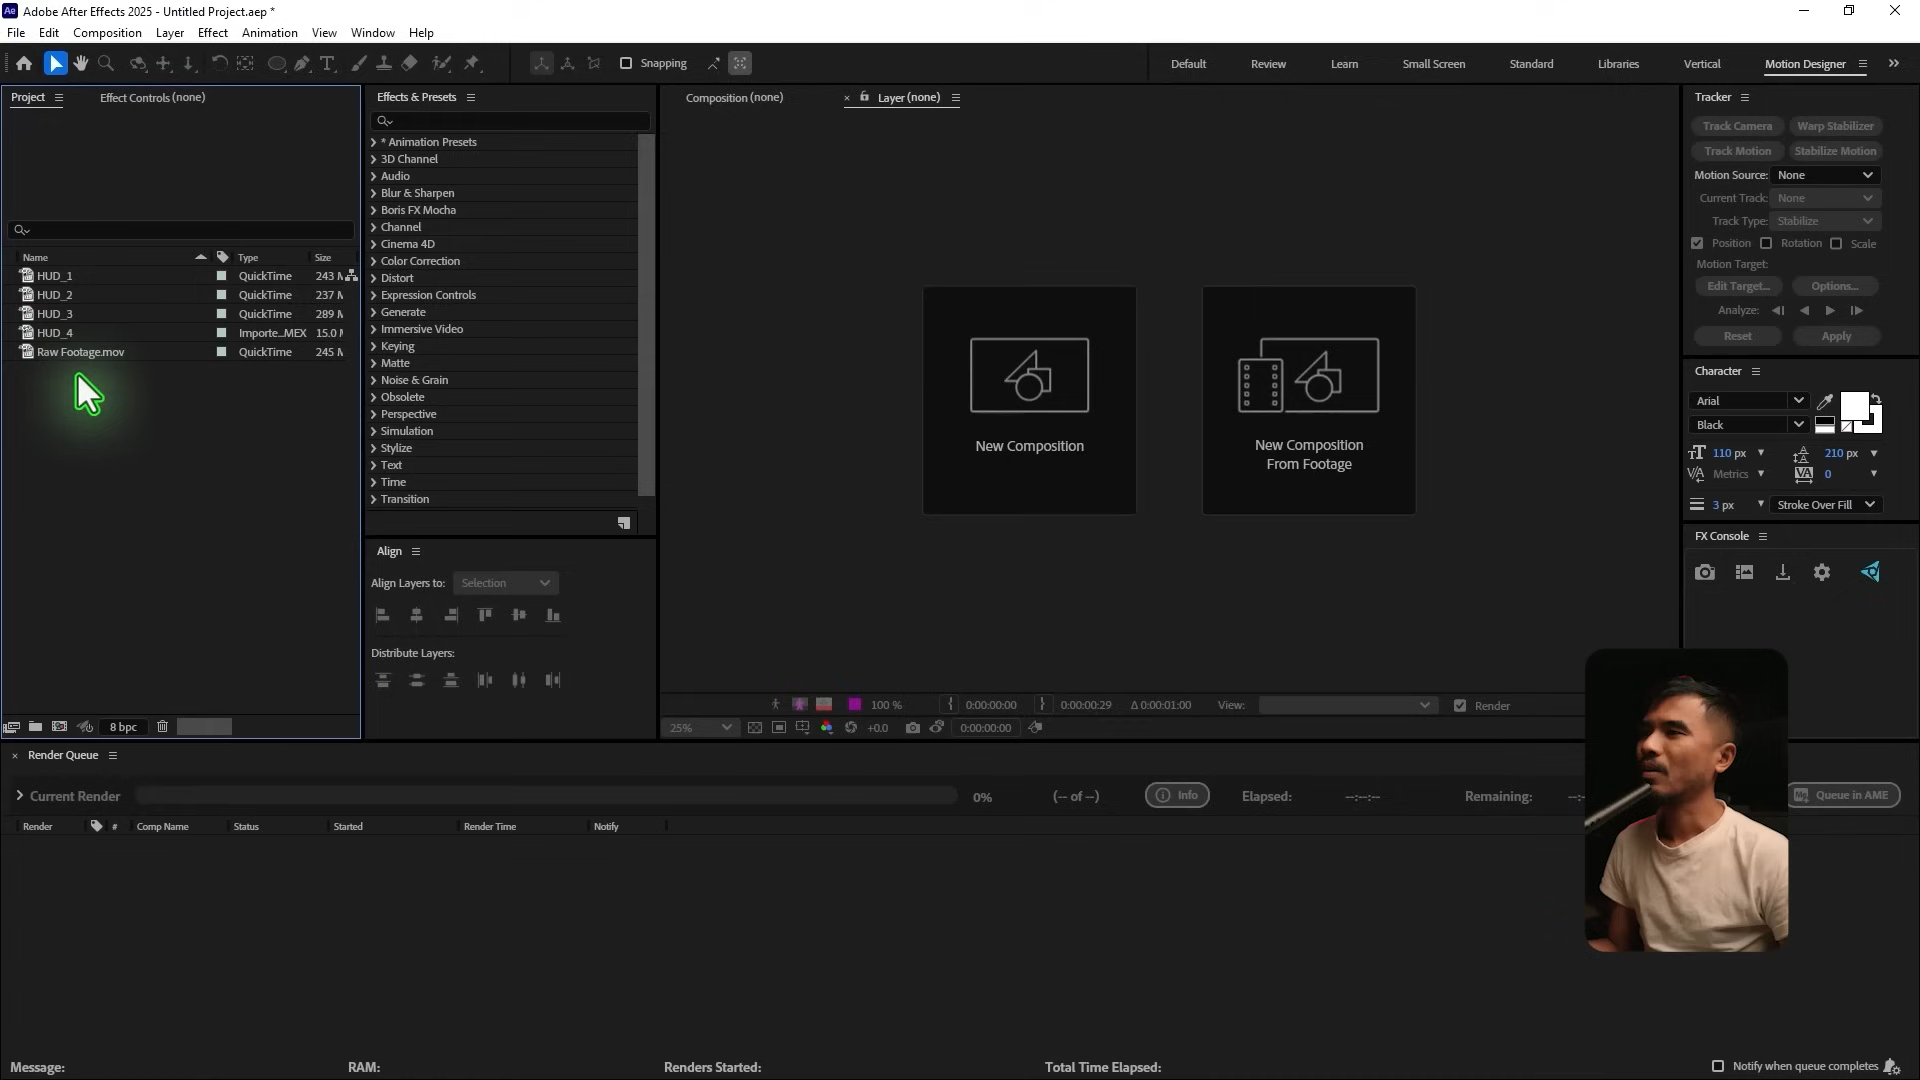 Ae Adobe After Effects 2025 - Untitled Project.aep *
File Edit Composition Layer Effect Animation View Window Help
Snapping Default Review Learn Small Screen Standard Libraries Vertical Motion Designer
Project Effect Controls (none)
Name Type Size
HUD_1 QuickTime 243 M
HUD_2 QuickTime 237 M
HUD_3 QuickTime 289 M
HUD_4 Importe...MEX 15.0 M
Raw Footage.mov QuickTime 245 M
8 bpc
Effects & Presets
* Animation Presets
3D Channel
Audio
Blur & Sharpen
Boris FX Mocha
Channel
Cinema 4D
Color Correction
Distort
Expression Controls
Generate
Immersive Video
Keying
Matte
Noise & Grain
Obsolete
Perspective
Simulation
Stylize
Text
Time
Transition
Align
Align Layers to: Selection
Distribute Layers:
Composition (none) Layer (none)
New Composition
New Composition
From Footage
100 % 0:00:00:00 0:00:00:29 Δ 0:00:01:00 View: Render
25% +0.0 0:00:00:00
Tracker
Track Camera Warp Stabilizer
Track Motion Stabilize Motion
Motion Source: None
Current Track: None
Track Type: Stabilize
Position Rotation Scale
Motion Target:
Edit Target... Options...
Analyze:
Reset Apply
Character
Arial
Black
110 px 210 px
Metrics 0
3 px Stroke Over Fill
FX Console
Render Queue
Current Render 0% (-- of --) Info Elapsed: --:--:-- Remaining: Queue in AME
Render # Comp Name Status Started Render Time Notify
Message: RAM: Renders Started: Total Time Elapsed: Notify when queue completes